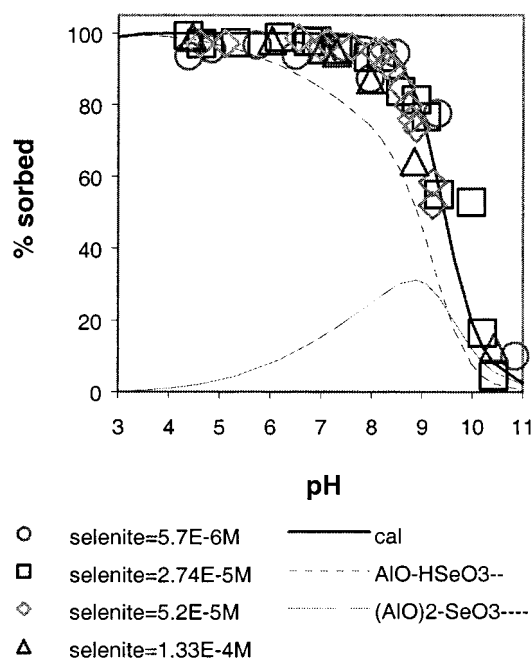 100
80
60
40
20
0
% sorbed
3 4 5 6 7 8 9 10 11
pH
selenite=5.7E-6M
cal
selenite=2.74E-5M
AlO-HSeO3--
selenite=5.2E-5M
(AlO)2-SeO3----
selenite=1.33E-4M